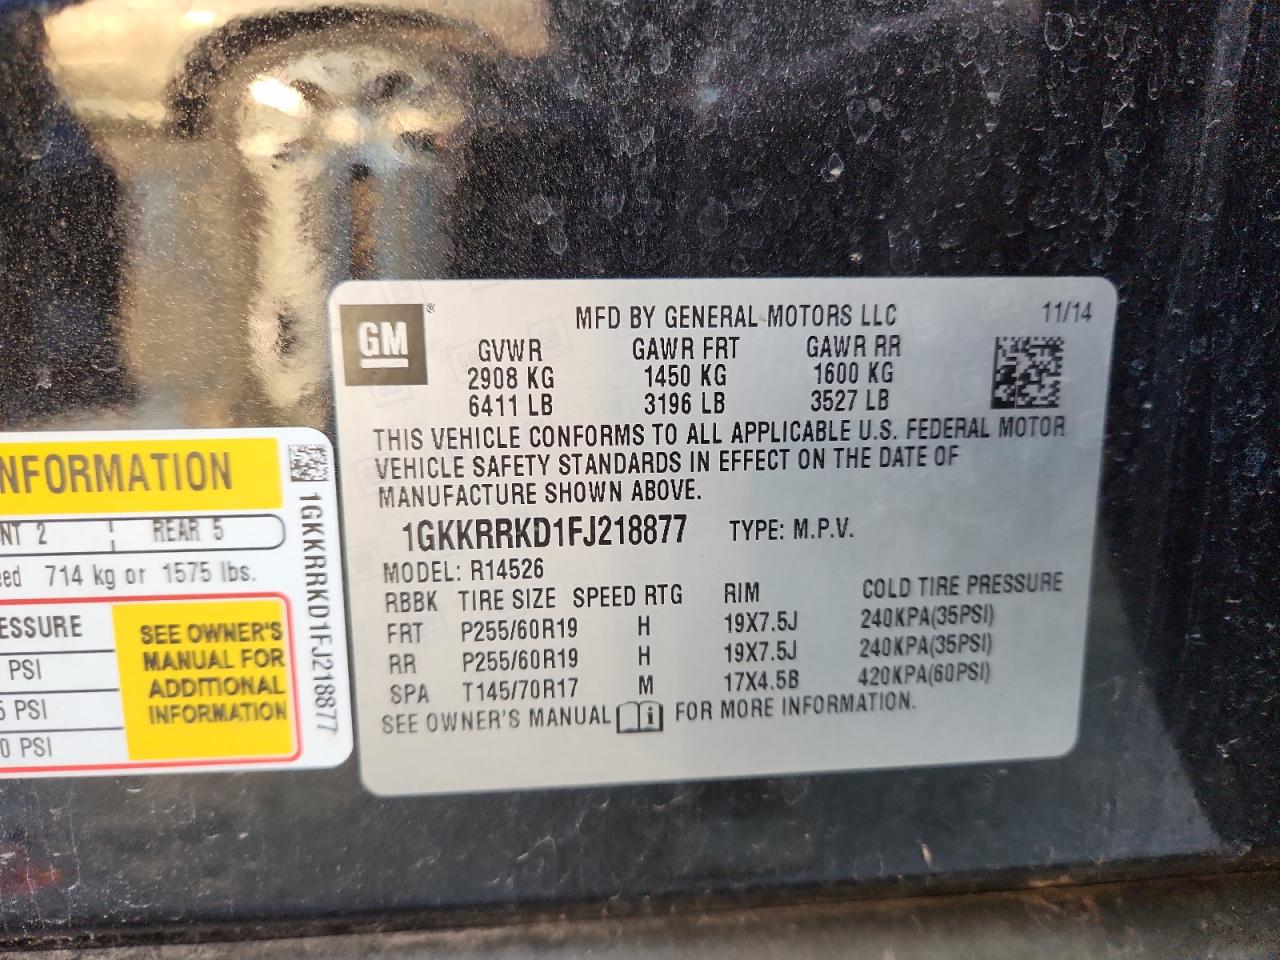 GM ®
MFD BY GENERAL MOTORS LLC 11/14
GVWR GAWR FRT GAWR RR
2908 KG 1450 KG 1600 KG
6411 LB 3196 LB 3527 LB
THIS VEHICLE CONFORMS TO ALL APPLICABLE U.S. FEDERAL MOTOR
VEHICLE SAFETY STANDARDS IN EFFECT ON THE DATE OF
MANUFACTURE SHOWN ABOVE.
1GKKRRKD1FJ218877 TYPE: M.P.V.
MODEL: R14526
RBBK TIRE SIZE SPEED RTG RIM COLD TIRE PRESSURE
FRT P255/60R19 H 19X7.5J 240KPA(35PSI)
RR P255/60R19 H 19X7.5J 240KPA(35PSI)
SPA T145/70R17 M 17X4.5B 420KPA(60PSI)
SEE OWNER'S MANUAL i FOR MORE INFORMATION.
NFORMATION
NT 2 REAR 5
eed 714 kg or 1575 lbs.
ESSURE
PSI
5 PSI
0 PSI
SEE OWNER'S
MANUAL FOR
ADDITIONAL
INFORMATION
1GKKRRKD1FJ218877